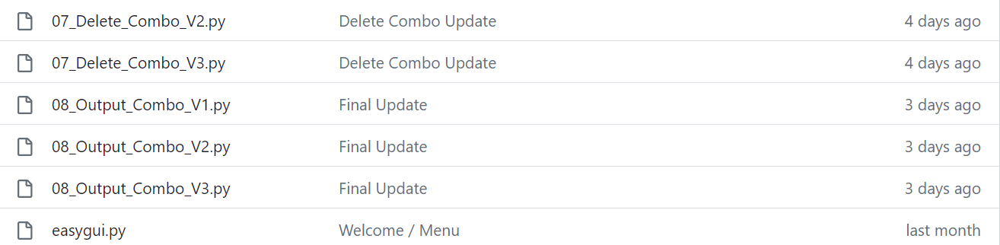 07_Delete_Combo_V2.py Delete Combo Update 4 days ago
07_Delete_Combo_V3.py Delete Combo Update 4 days ago
08_Output_Combo_V1.py Final Update 3 days ago
08_Output_Combo_V2.py Final Update 3 days ago
08_Output_Combo_V3.py Final Update 3 days ago
easygui.py Welcome / Menu last month